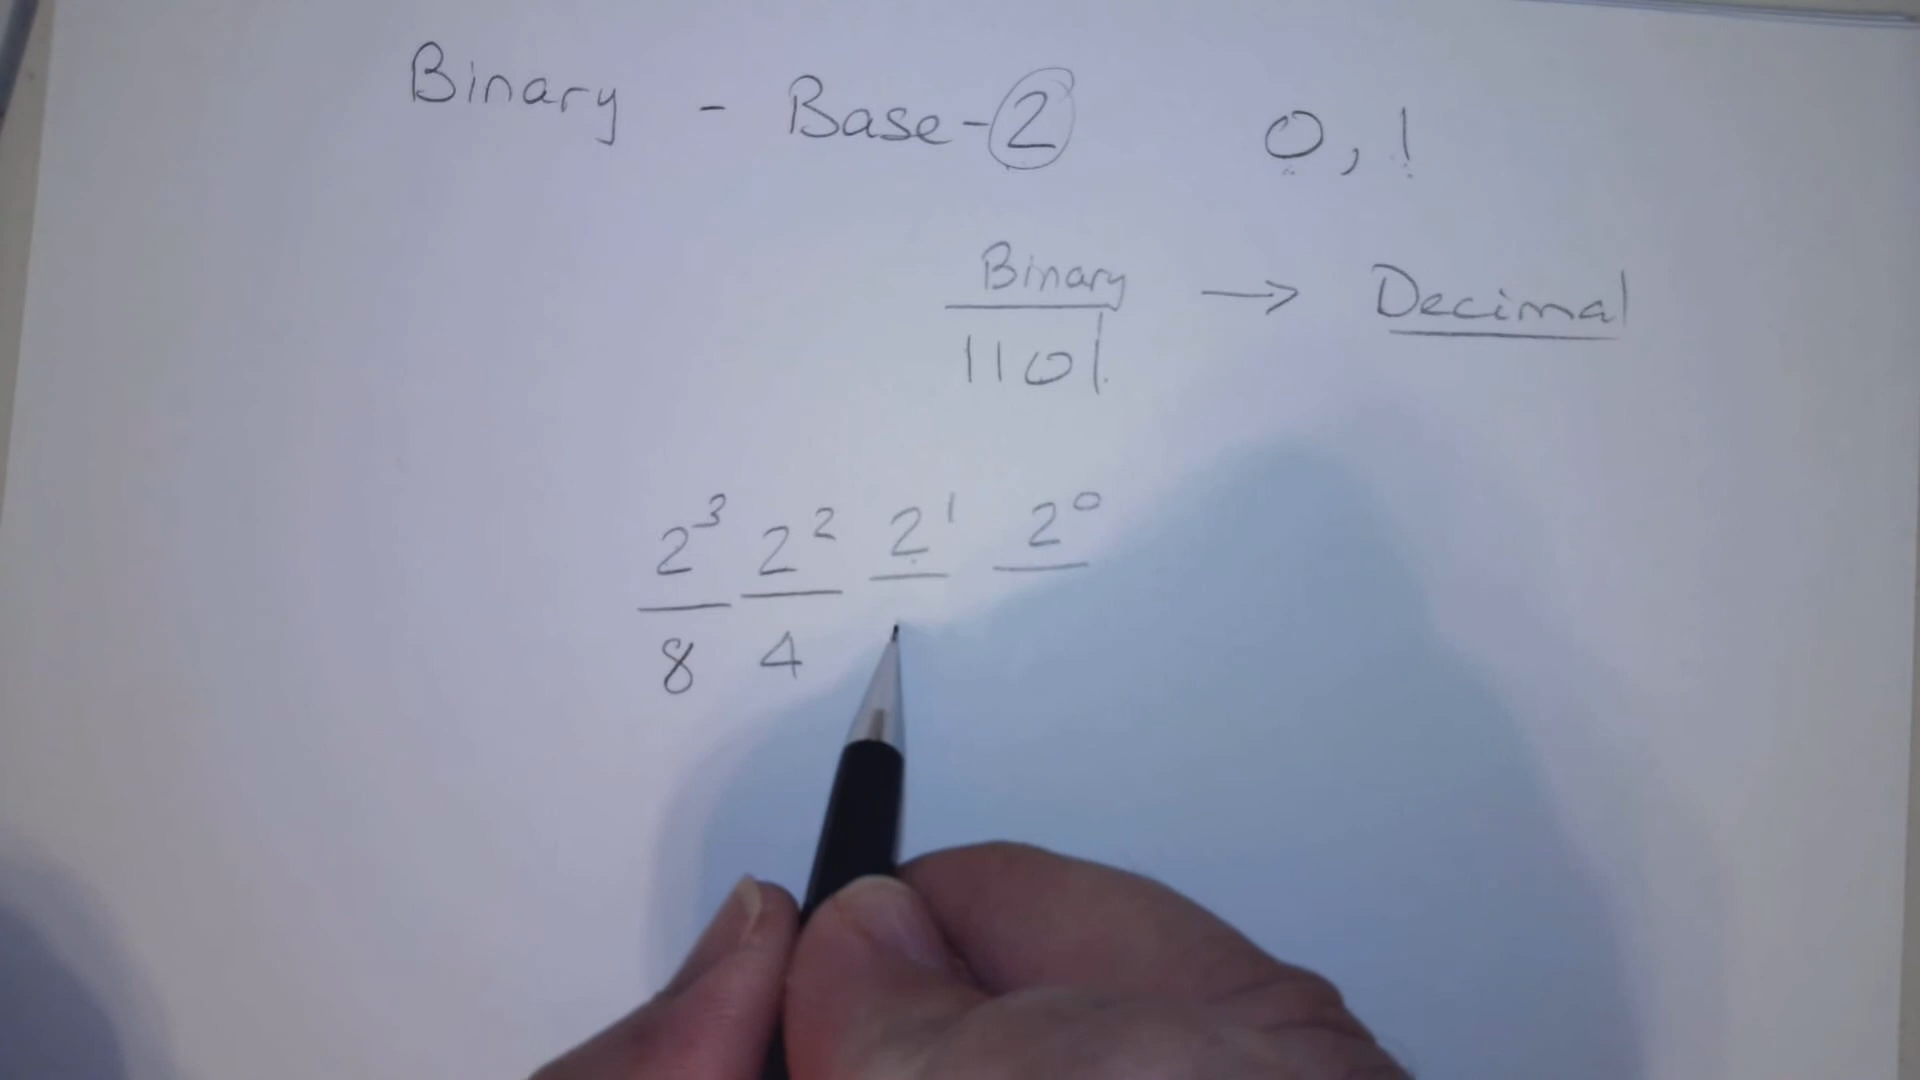 Binary - Base-2 0, 1
Binary → Decimal
1101
2³ 2² 2¹ 2⁰
8 4